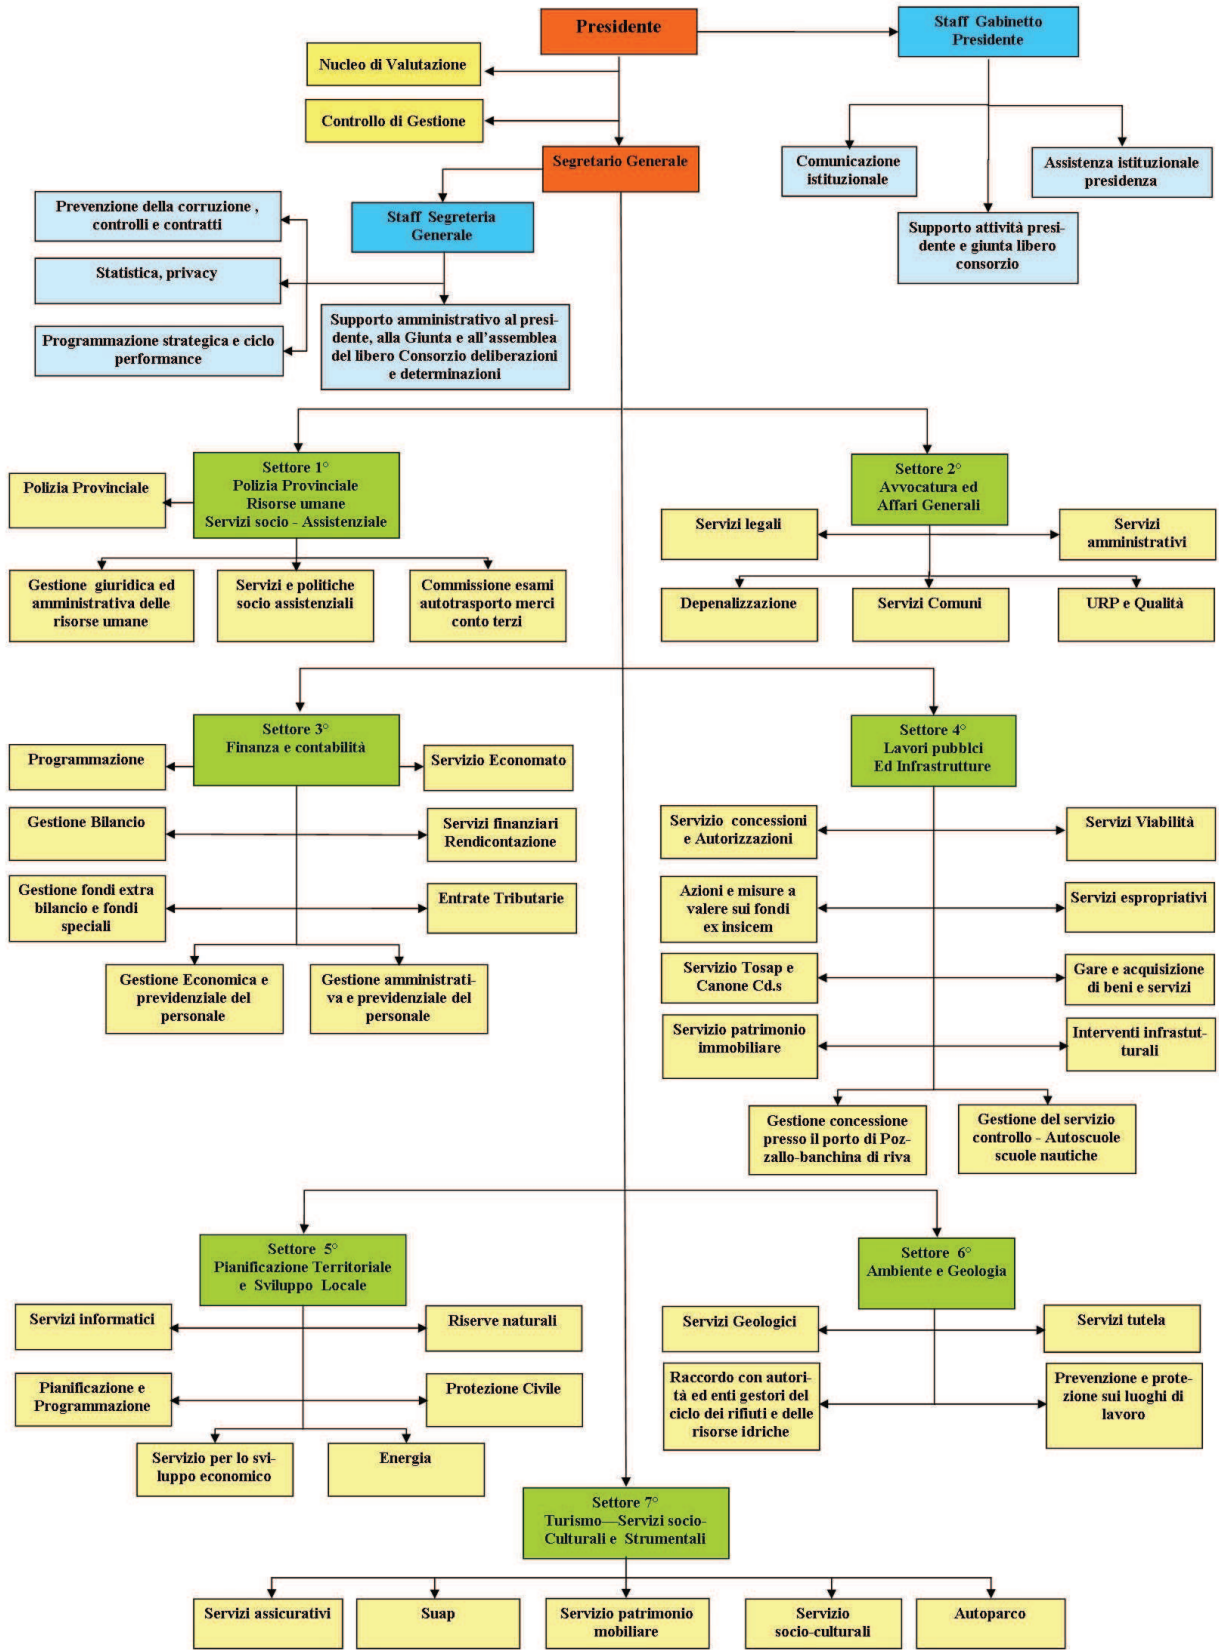 Presidente
Staff Gabinetto
Presidente
Nucleo di Valutazione
Controllo di Gestione
Segretario Generale
Comunicazione
istituzionale
Assistenza istituzionale
presidenza
Supporto attività presi-
dente e giunta libero
consorzio
Staff Segreteria
Generale
Prevenzione della corruzione ,
controlli e contratti
Statistica, privacy
Programmazione strategica e ciclo
performance
Supporto amministrativo al presi-
dente, alla Giunta e all'assemblea
del libero Consorzio deliberazioni
e determinazioni
Settore 1°
Polizia Provinciale
Risorse umane
Servizi socio - Assistenziale
Polizia Provinciale
Gestione giuridica ed
amministrativa delle
risorse umane
Servizi e politiche
socio assistenziali
Commissione esami
autotrasporto merci
conto terzi
Settore 2°
Avvocatura ed
Affari Generali
Servizi legali
Servizi
amministrativi
Depenalizzazione
Servizi Comuni
URP e Qualità
Settore 3°
Finanza e contabilità
Programmazione
Servizio Economato
Gestione Bilancio
Servizi finanziari
Rendicontazione
Gestione fondi extra
bilancio e fondi
speciali
Entrate Tributarie
Gestione Economica e
previdenziale del
personale
Gestione amministrati-
va e previdenziale del
personale
Settore 4°
Lavori pubblci
Ed Infrastrutture
Servizio concessioni
e Autorizzazioni
Servizi Viabilità
Azioni e misure a
valere sui fondi
ex insicem
Servizi espropriativi
Servizio Tosap e
Canone Cd.s
Gare e acquisizione
di beni e servizi
Servizio patrimonio
immobiliare
Interventi infrastut-
turali
Gestione concessione
presso il porto di Poz-
zallo-banchina di riva
Gestione del servizio
controllo - Autoscuole
scuole nautiche
Settore 5°
Pianificazione Territoriale
e Sviluppo Locale
Servizi informatici
Riserve naturali
Pianificazione e
Programmazione
Protezione Civile
Servizio per lo svi-
luppo economico
Energia
Settore 6°
Ambiente e Geologia
Servizi Geologici
Servizi tutela
Raccordo con autori-
tà ed enti gestori del
ciclo dei rifiuti e delle
risorse idriche
Prevenzione e prote-
zione sui luoghi di
lavoro
Settore 7°
Turismo—Servizi socio-
Culturali e Strumentali
Servizi assicurativi
Suap
Servizio patrimonio
mobiliare
Servizio
socio-culturali
Autoparco